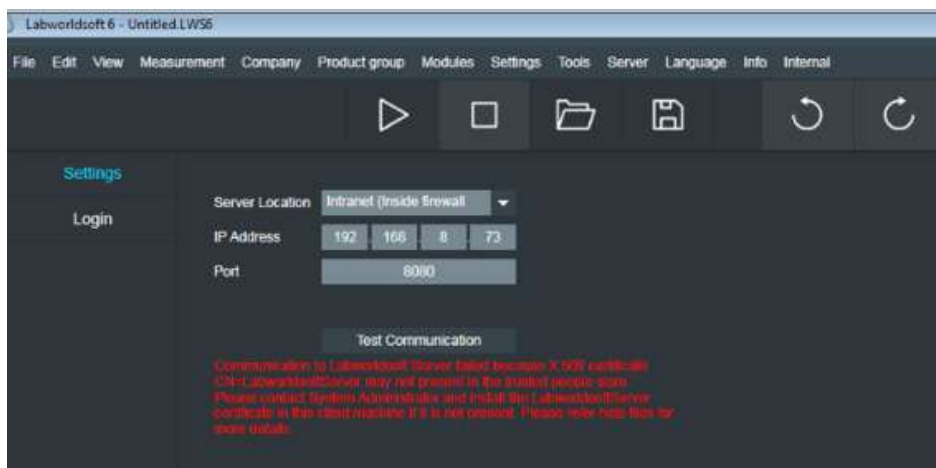 Labworldsoft 6 - Untitled.LWS6
File Edit View Measurement Company Product group Modules Settings Tools Server Language Info Internal
Settings
Login
Server Location Intranet (Inside firewall
IP Address 192 . 168 . 8 . 73
Port 8080
Test Communication
Communication to Labworldsoft Server failed because X.509 certificate
CN=LabworldsoftServer may not present in the trusted people store.
Please contact System Administrator and install the LabworldsoftServer
certificate in this client machine if it is not present. Please refer help files for
more details.